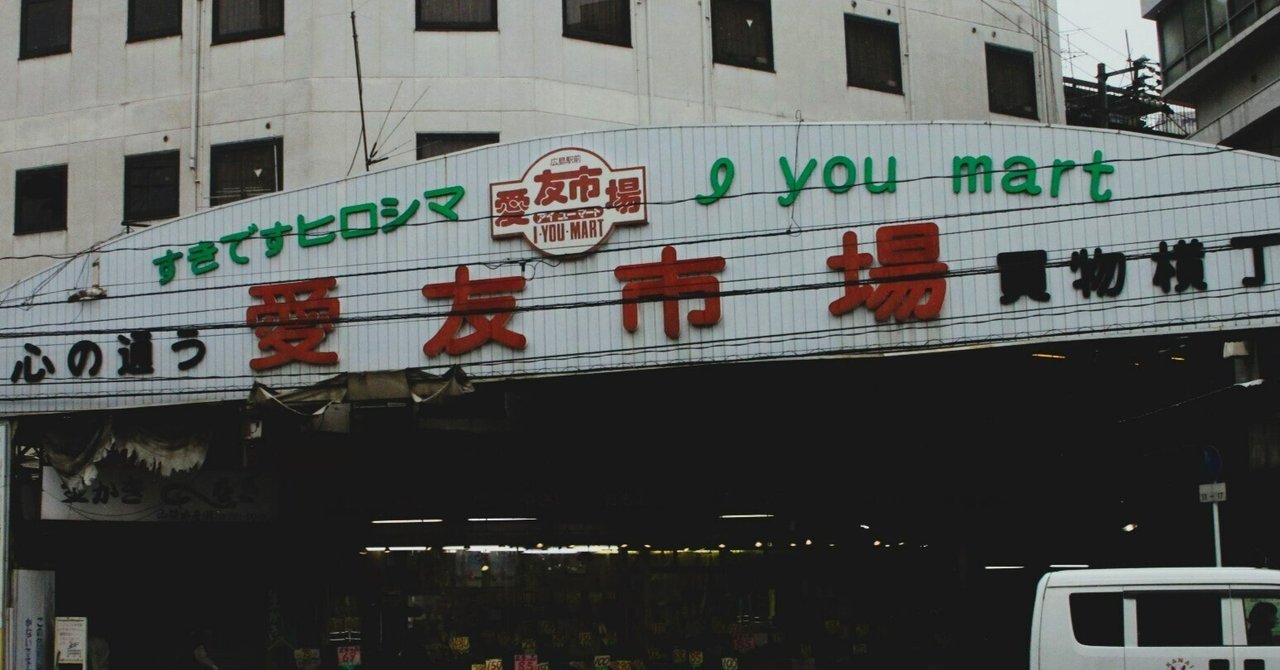 すきですヒロシマ
広島駅前
愛友市場
アイ・ユーマート
I·YOU·MART
I you mart
心の通う
愛友市場
買物横丁